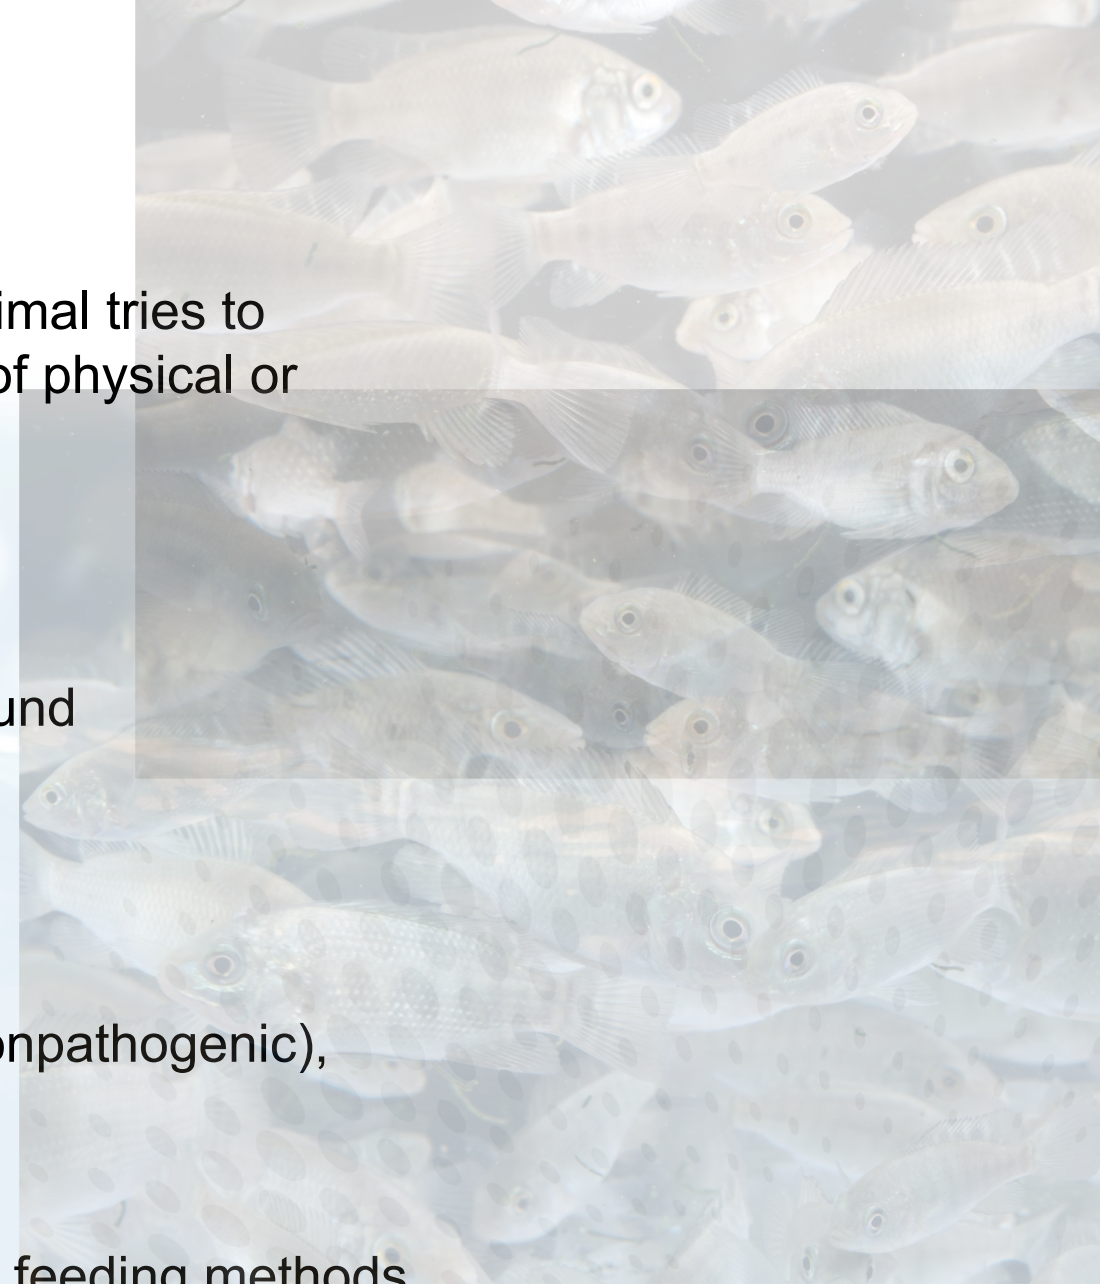 imal tries to
of physical or
und
onpathogenic),
feeding methods